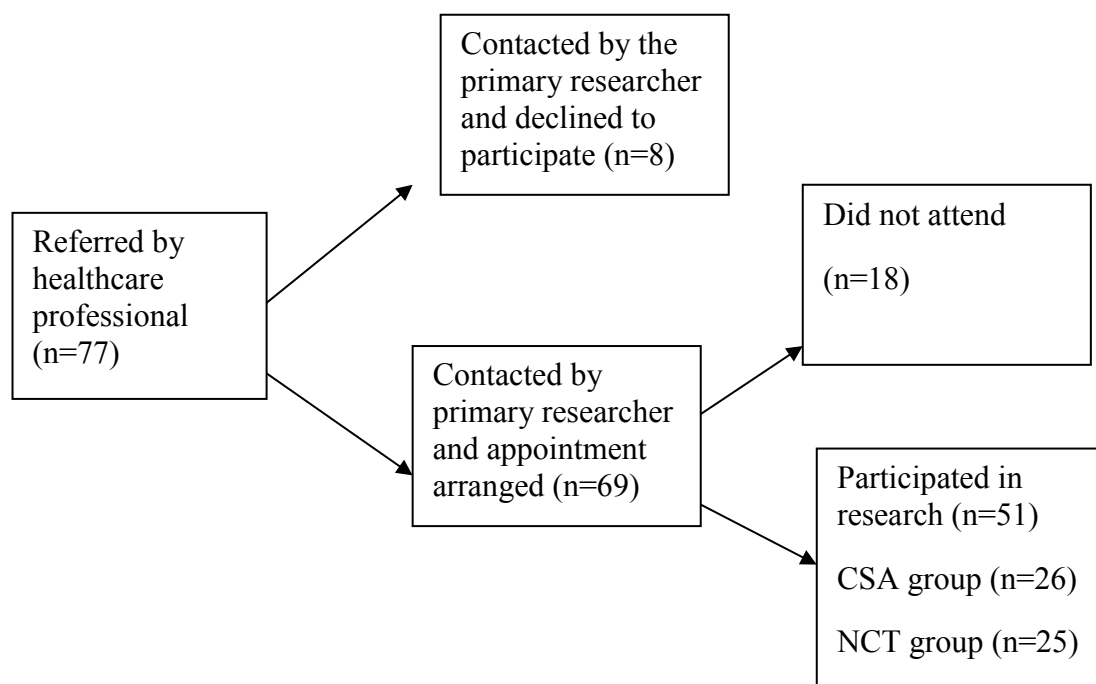 Contacted by the
primary researcher
and declined to
participate (n=8)
Referred by
healthcare
professional
(n=77)
Did not attend
(n=18)
Contacted by
primary researcher
and appointment
arranged (n=69)
Participated in
research (n=51)
CSA group (n=26)
NCT group (n=25)